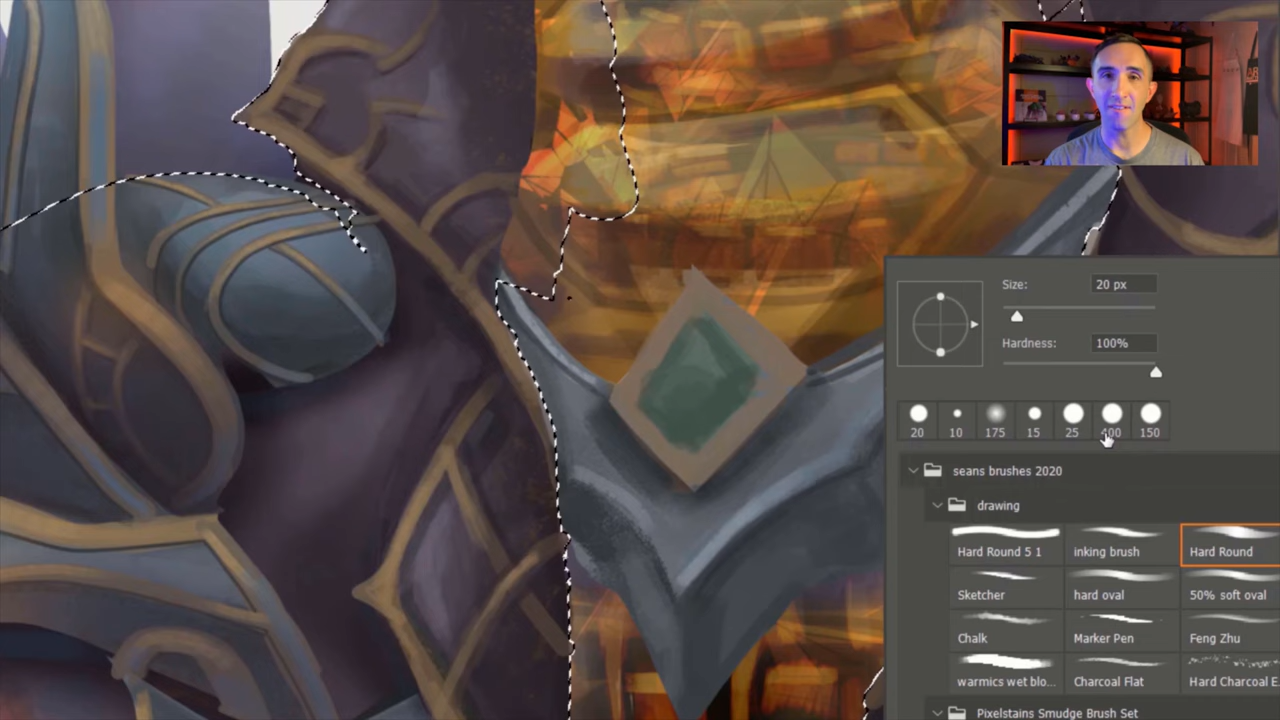 Size: 20 px
Hardness: 100%
20 10 175 15 25 400 150
seans brushes 2020
drawing
Hard Round 5 1 inking brush Hard Round
Sketcher hard oval 50% soft oval
Chalk Marker Pen Feng Zhu
warmics wet blo... Charcoal Flat Hard Charcoal E
Pixelstains Smudge Brush Set